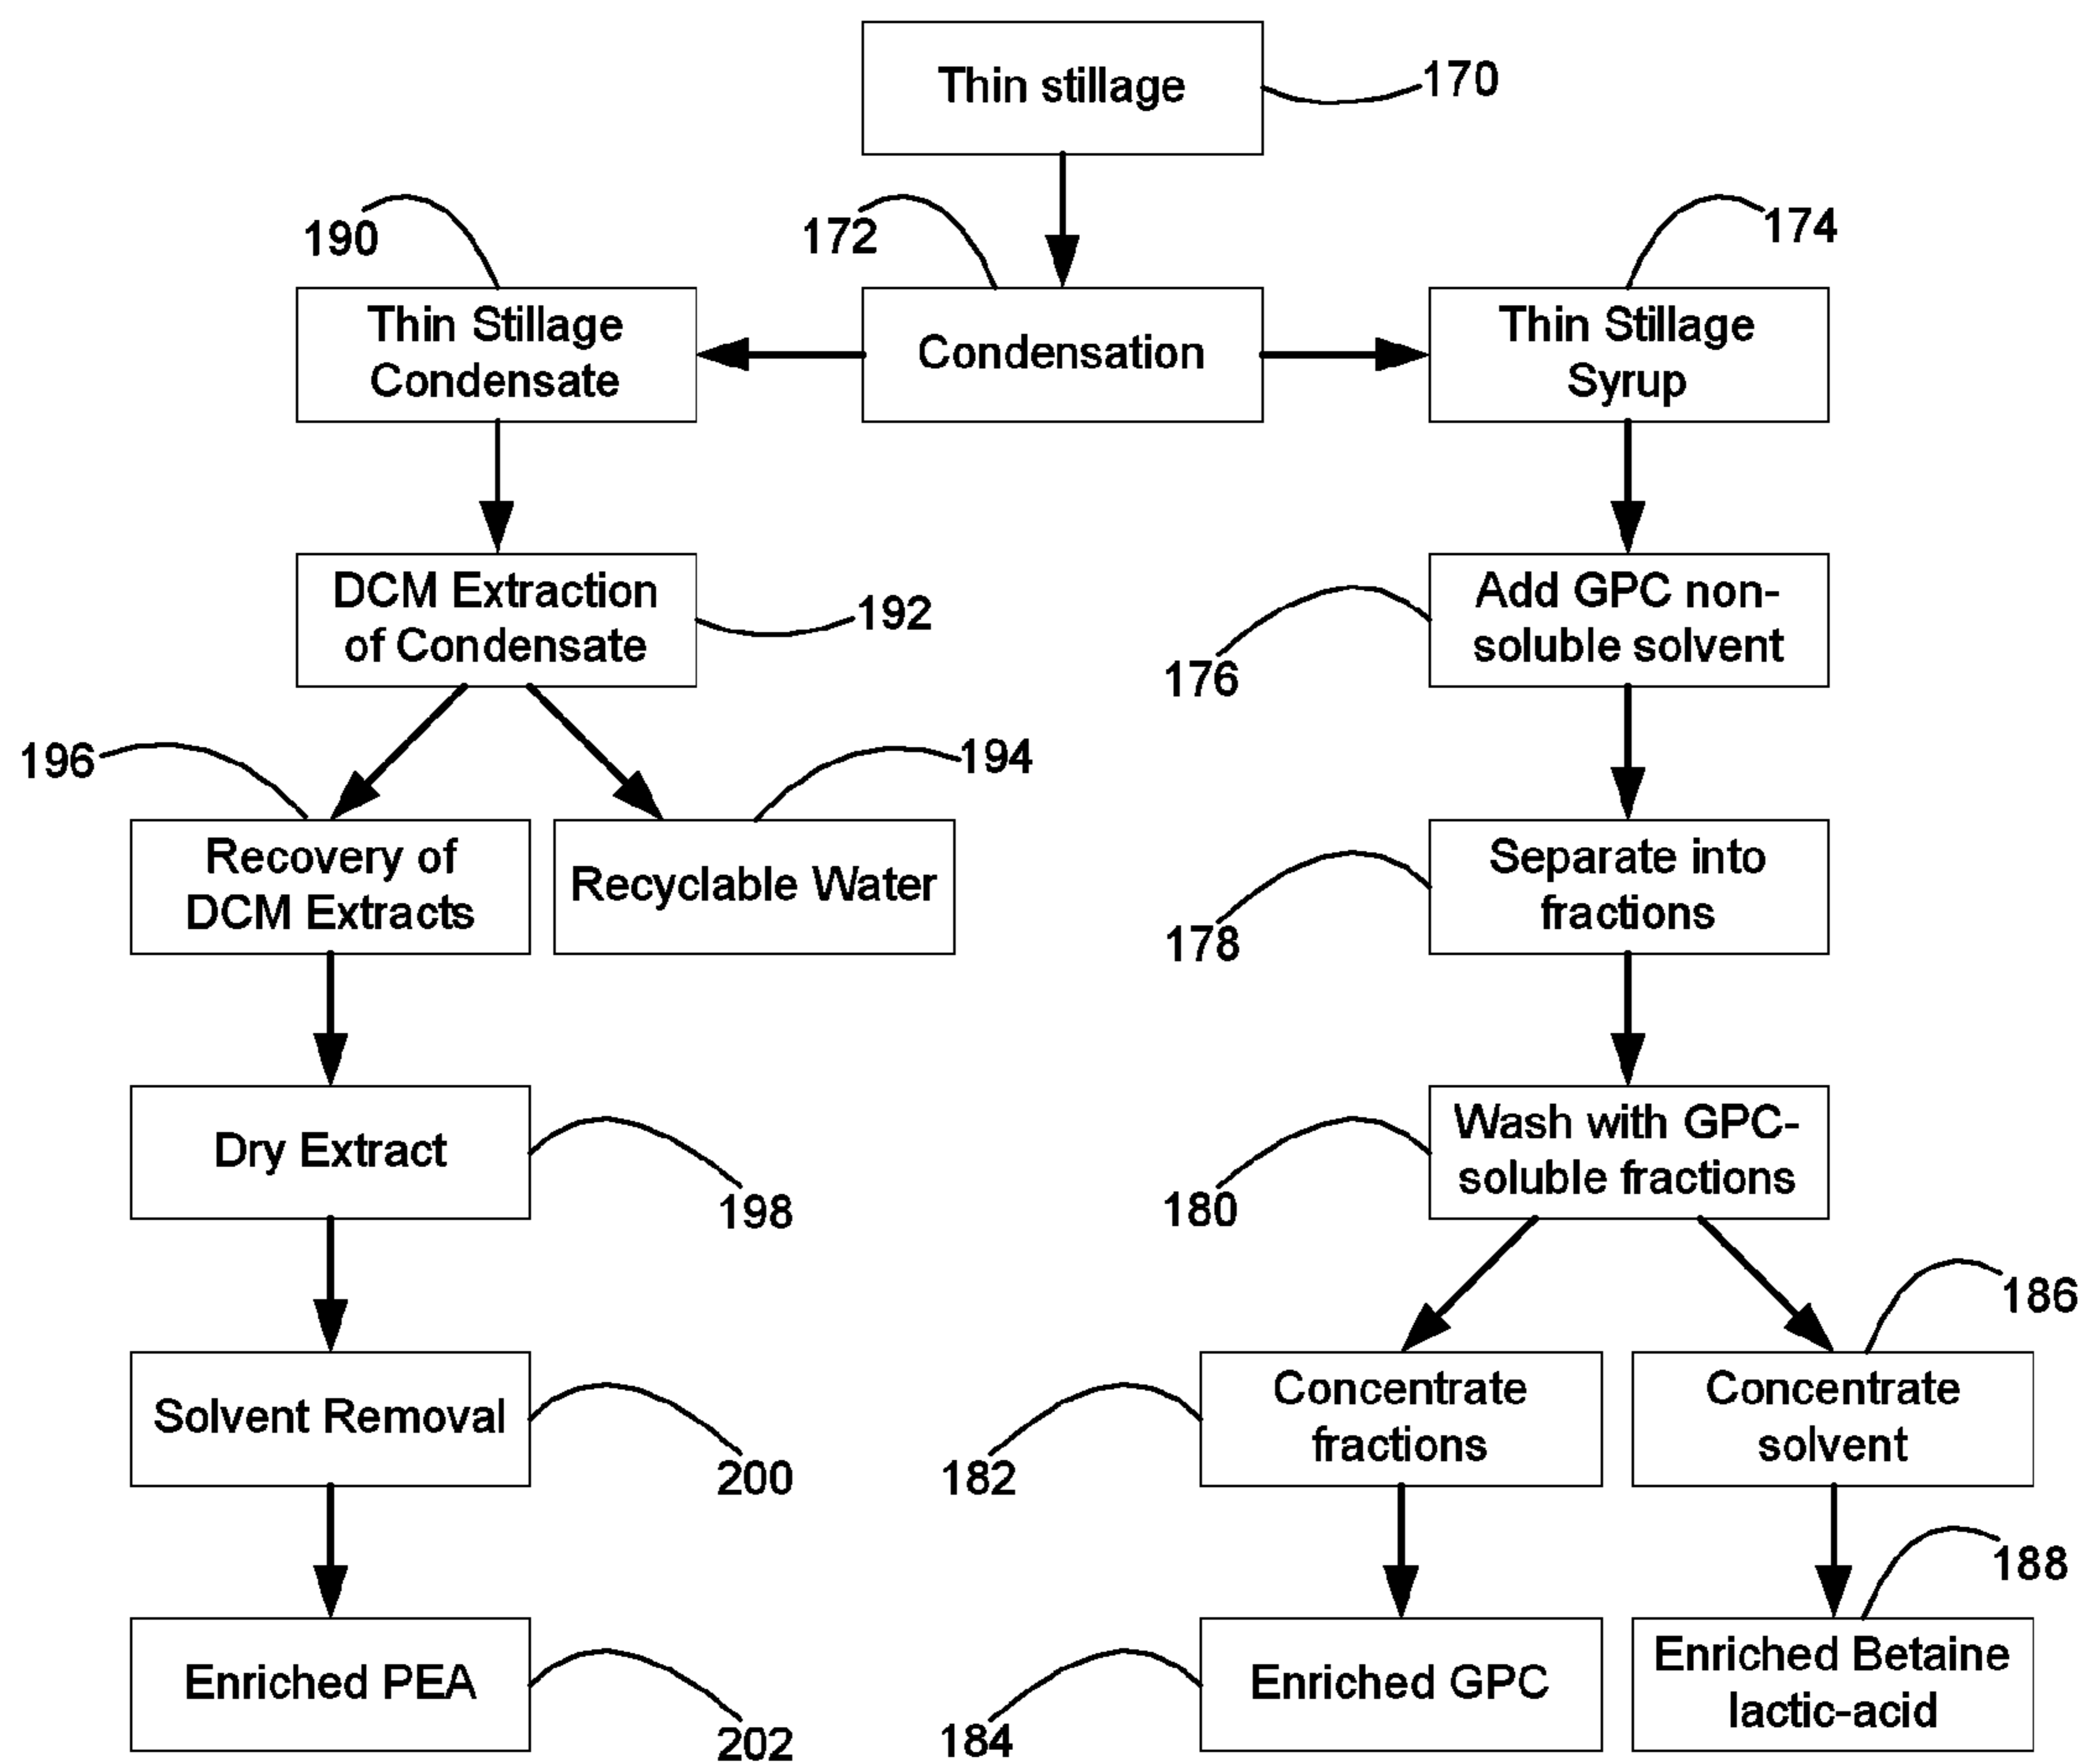 Thin stillage
170
190
172
174
Thin Stillage
Condensate
Condensation
Thin Stillage
Syrup
DCM Extraction
of Condensate
192
Add GPC non-
soluble solvent
176
196
194
Recovery of
DCM Extracts
Recyclable Water
Separate into
fractions
178
Dry Extract
198
Wash with GPC-
soluble fractions
180
186
Solvent Removal
200
Concentrate
fractions
182
Concentrate
solvent
188
Enriched PEA
202
Enriched GPC
184
Enriched Betaine
lactic-acid